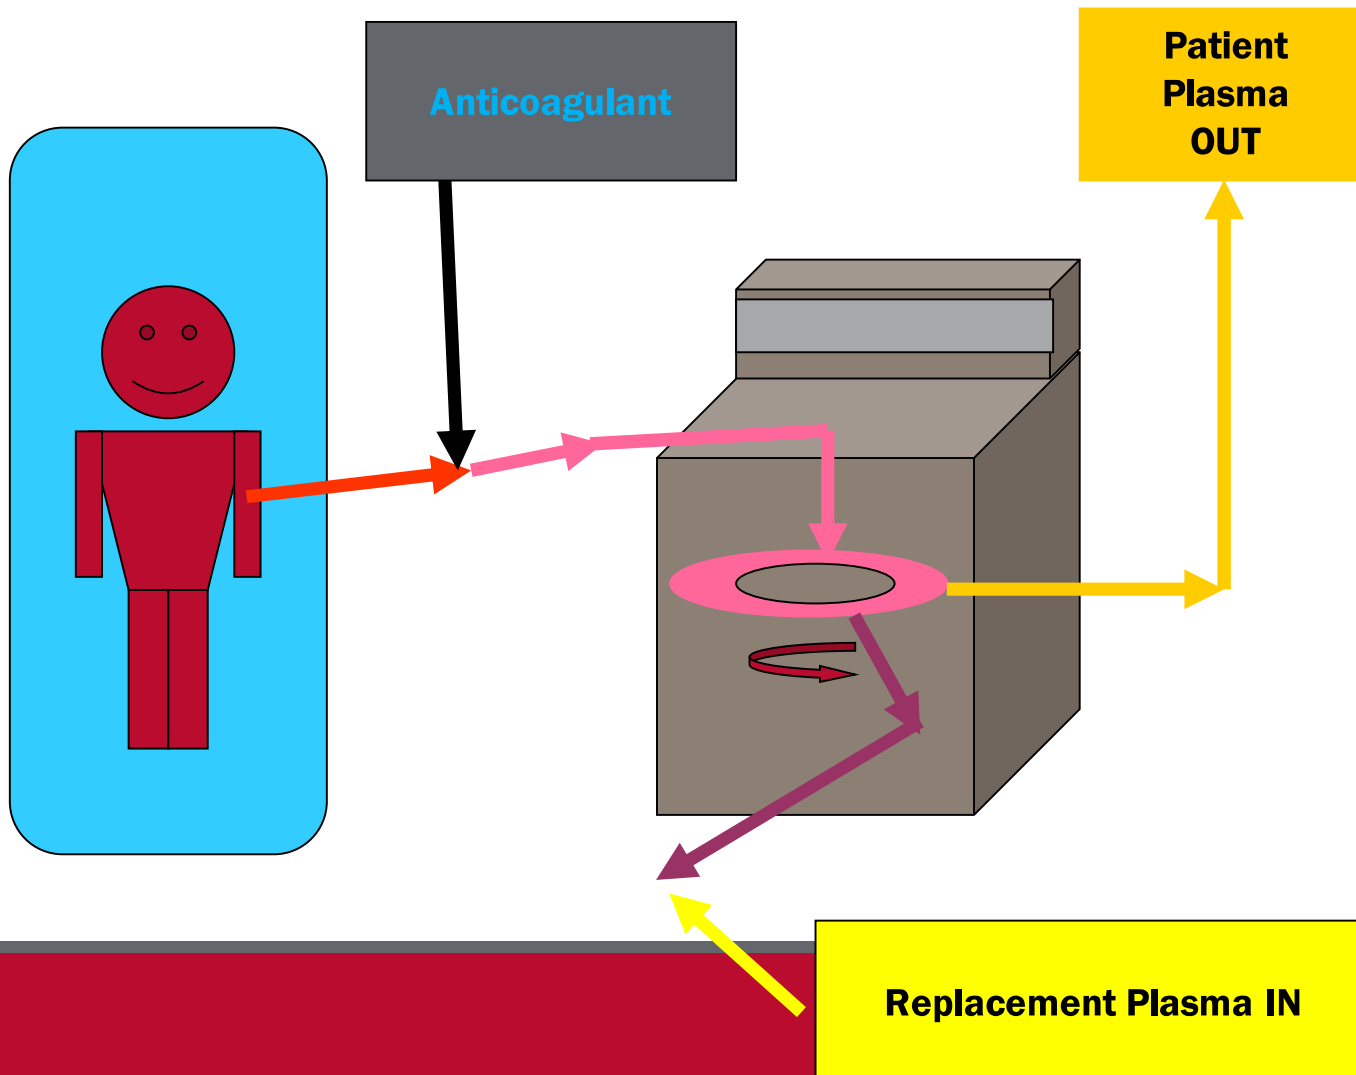 Anticoagulant
Patient
Plasma
OUT
Replacement Plasma IN